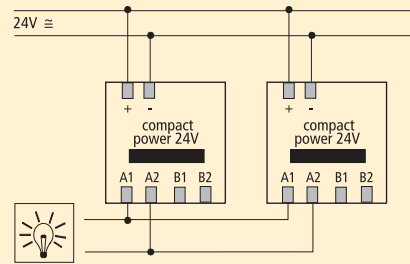 24V ≅
+ -
compact
power 24V
A1 A2 B1 B2
+ -
compact
power 24V
A1 A2 B1 B2